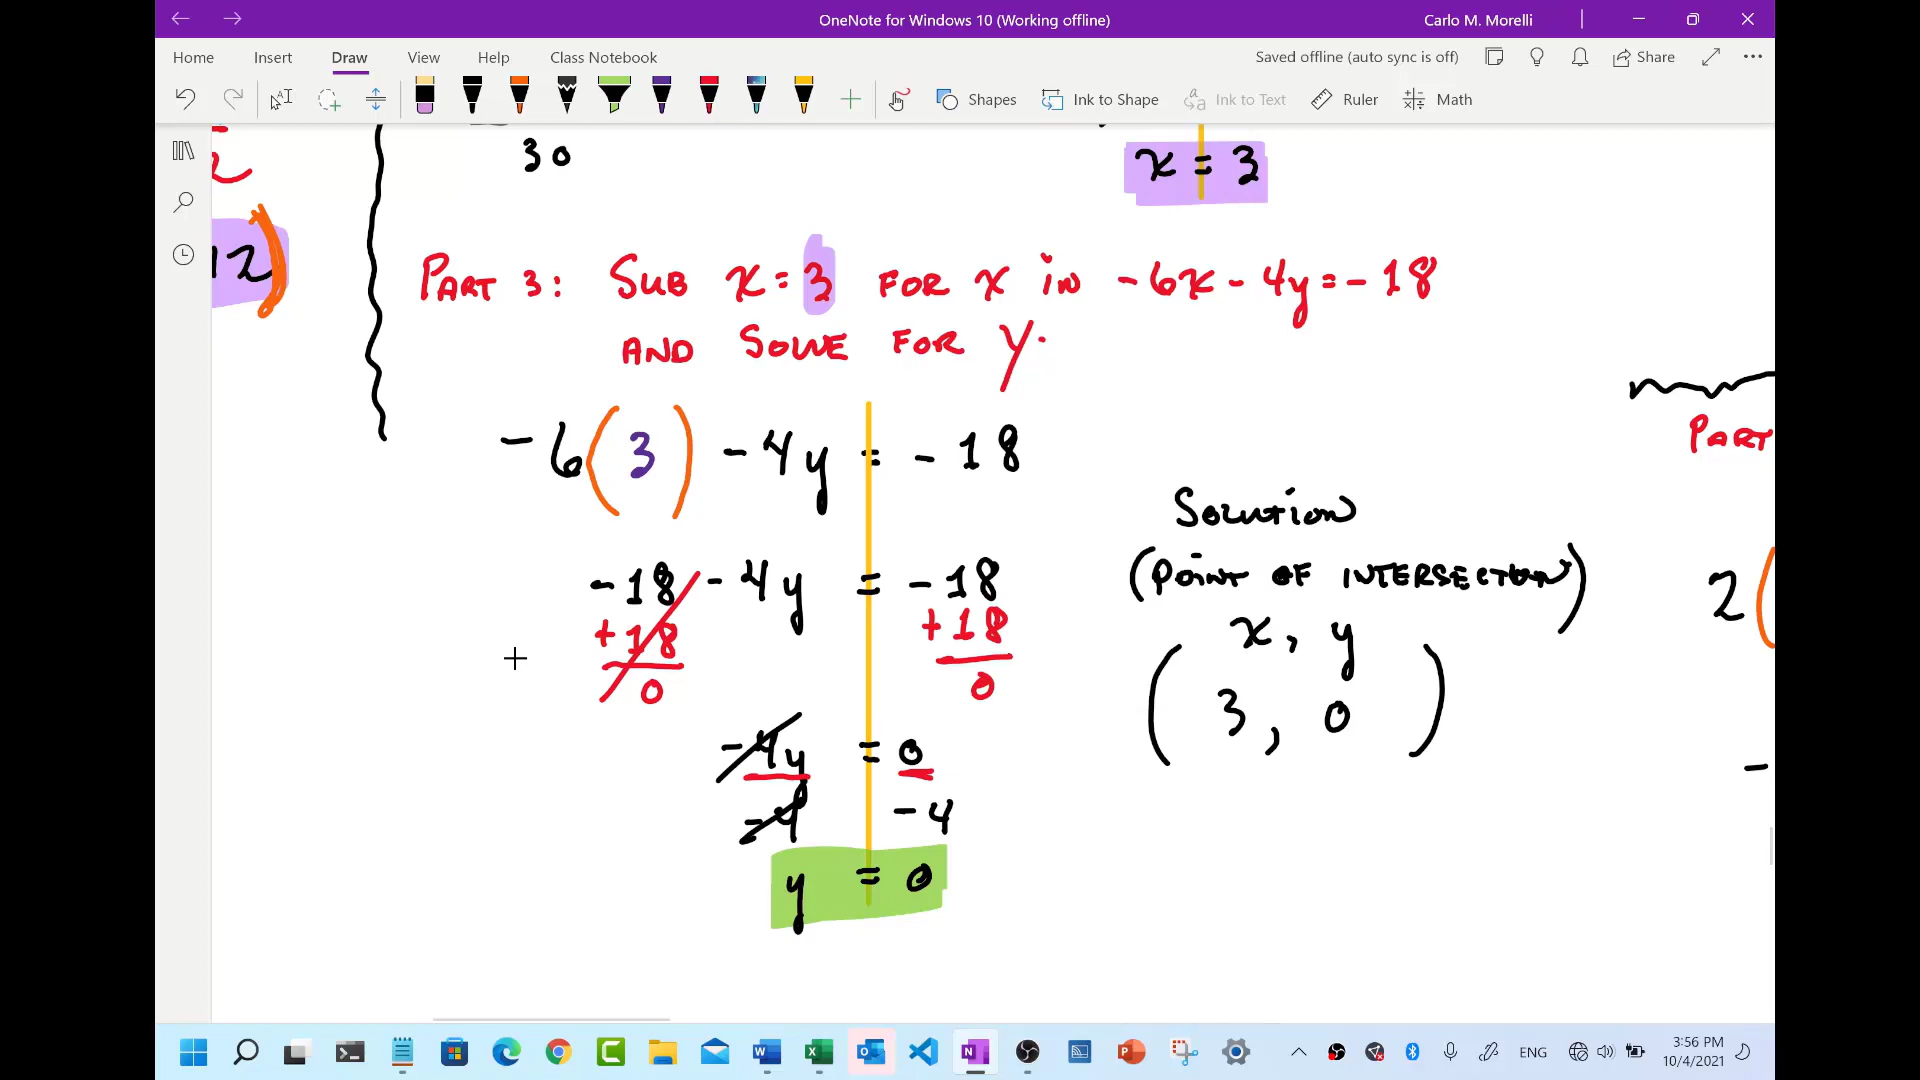 OneNote for Windows 10 (Working offline)
Carlo M. Morelli
Home Insert Draw View Help Class Notebook
Saved offline (auto sync is off) Share
Shapes Ink to Shape Ink to Text Ruler Math
30
x = 3
12)
PART 3: SUB x = 3 FOR x IN -6x - 4y = -18
AND SOLVE FOR y.
PART
-6(3) - 4y = -18
SOLUTION
(POINT OF INTERSECTION)
-18 - 4y = -18
2(
+18 +18
x, y
0 0
(3, 0)
-4y = 0
-
-4 -4
y = 0
ENG
3:56 PM
10/4/2021